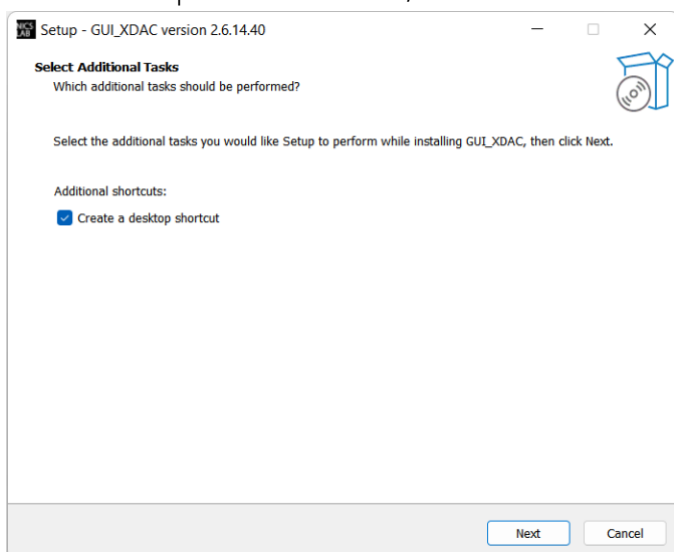 NICS
LAB
Setup - GUI_XDAC version 2.6.14.40
Select Additional Tasks
Which additional tasks should be performed?
Select the additional tasks you would like Setup to perform while installing GUI_XDAC, then click Next.
Additional shortcuts:
Create a desktop shortcut
Next
Cancel